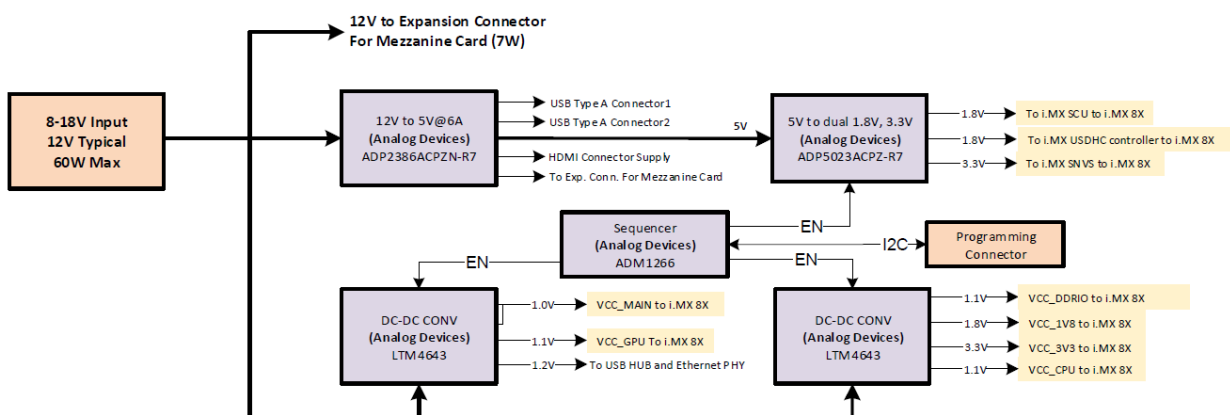 12V to Expansion Connector
For Mezzanine Card (7W)
8-18V Input
12V Typical
60W Max
12V to 5V@6A
(Analog Devices)
ADP2386ACPZN-R7
USB Type A Connector1
USB Type A Connector2
HDMI Connector Supply
To Exp. Conn. For Mezzanine Card
5V
5V to dual 1.8V, 3.3V
(Analog Devices)
ADP5023ACPZ-R7
1.8V
To i.MX SCU to i.MX 8X
1.8V
To i.MX USDHC controller to i.MX 8X
3.3V
To i.MX SNVS to i.MX 8X
Sequencer
(Analog Devices)
ADM1266
EN
EN
EN
I2C
Programming
Connector
DC-DC CONV
(Analog Devices)
LTM4643
1.0V
VCC_MAIN to i.MX 8X
1.1V
VCC_GPU To i.MX 8X
1.2V
To USB HUB and Ethernet PHY
DC-DC CONV
(Analog Devices)
LTM4643
1.1V
VCC_DDRIO to i.MX 8X
1.8V
VCC_1V8 to i.MX 8X
3.3V
VCC_3V3 to i.MX 8X
1.1V
VCC_CPU to i.MX 8X